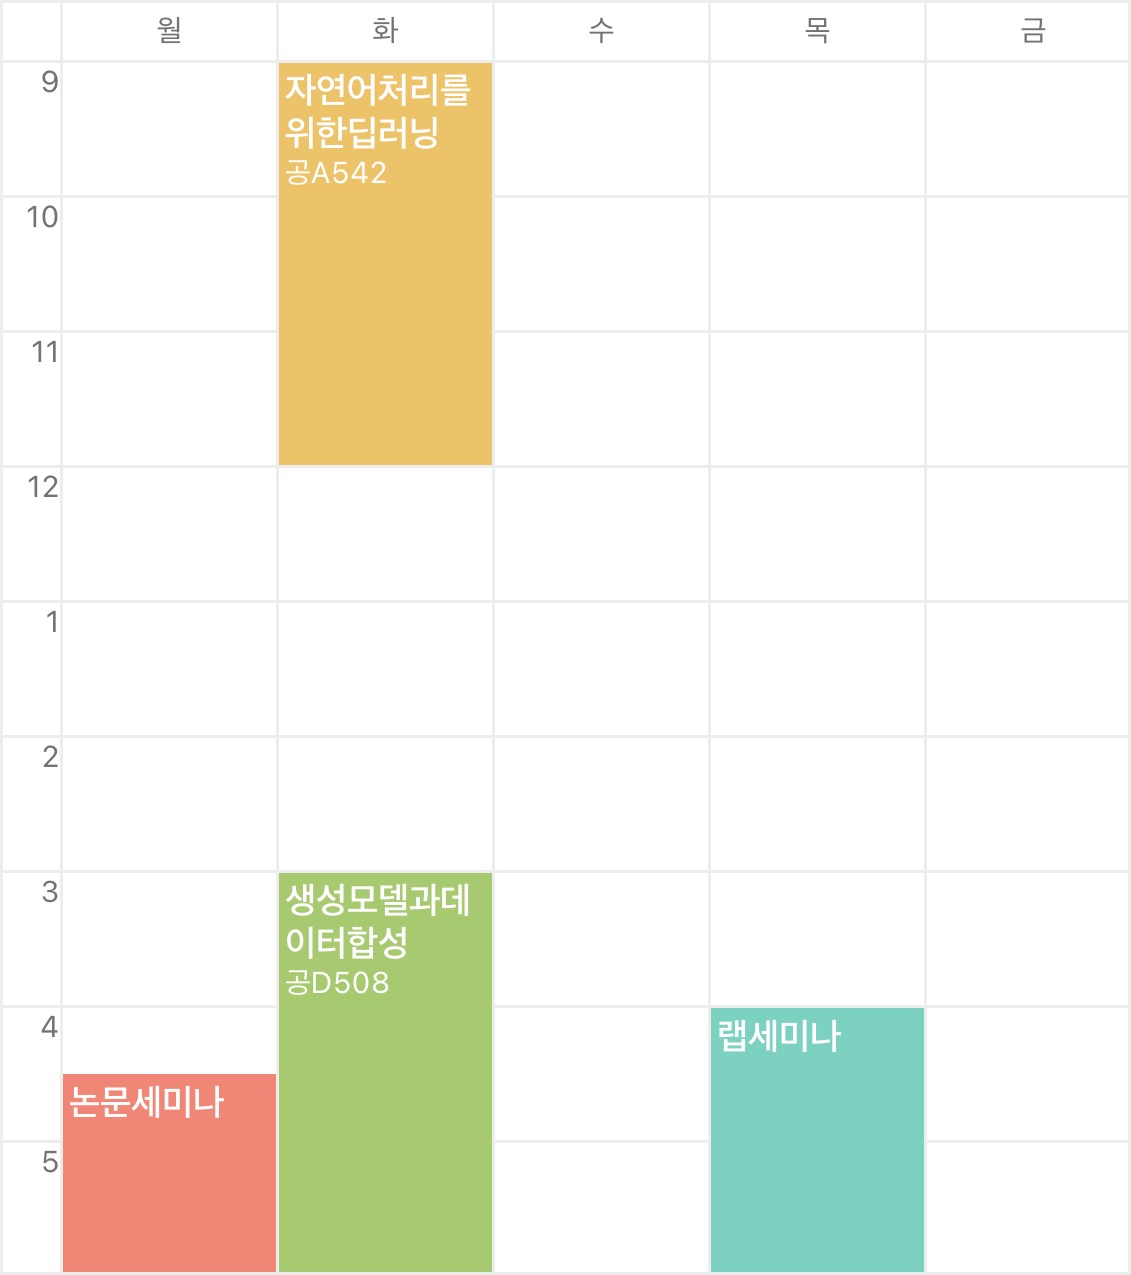 월 화 수 목 금
9
자연어처리를
위한딥러닝
공A542
10
11
12
1
2
3
생성모델과데
이터합성
공D508
4
랩세미나
논문세미나
5